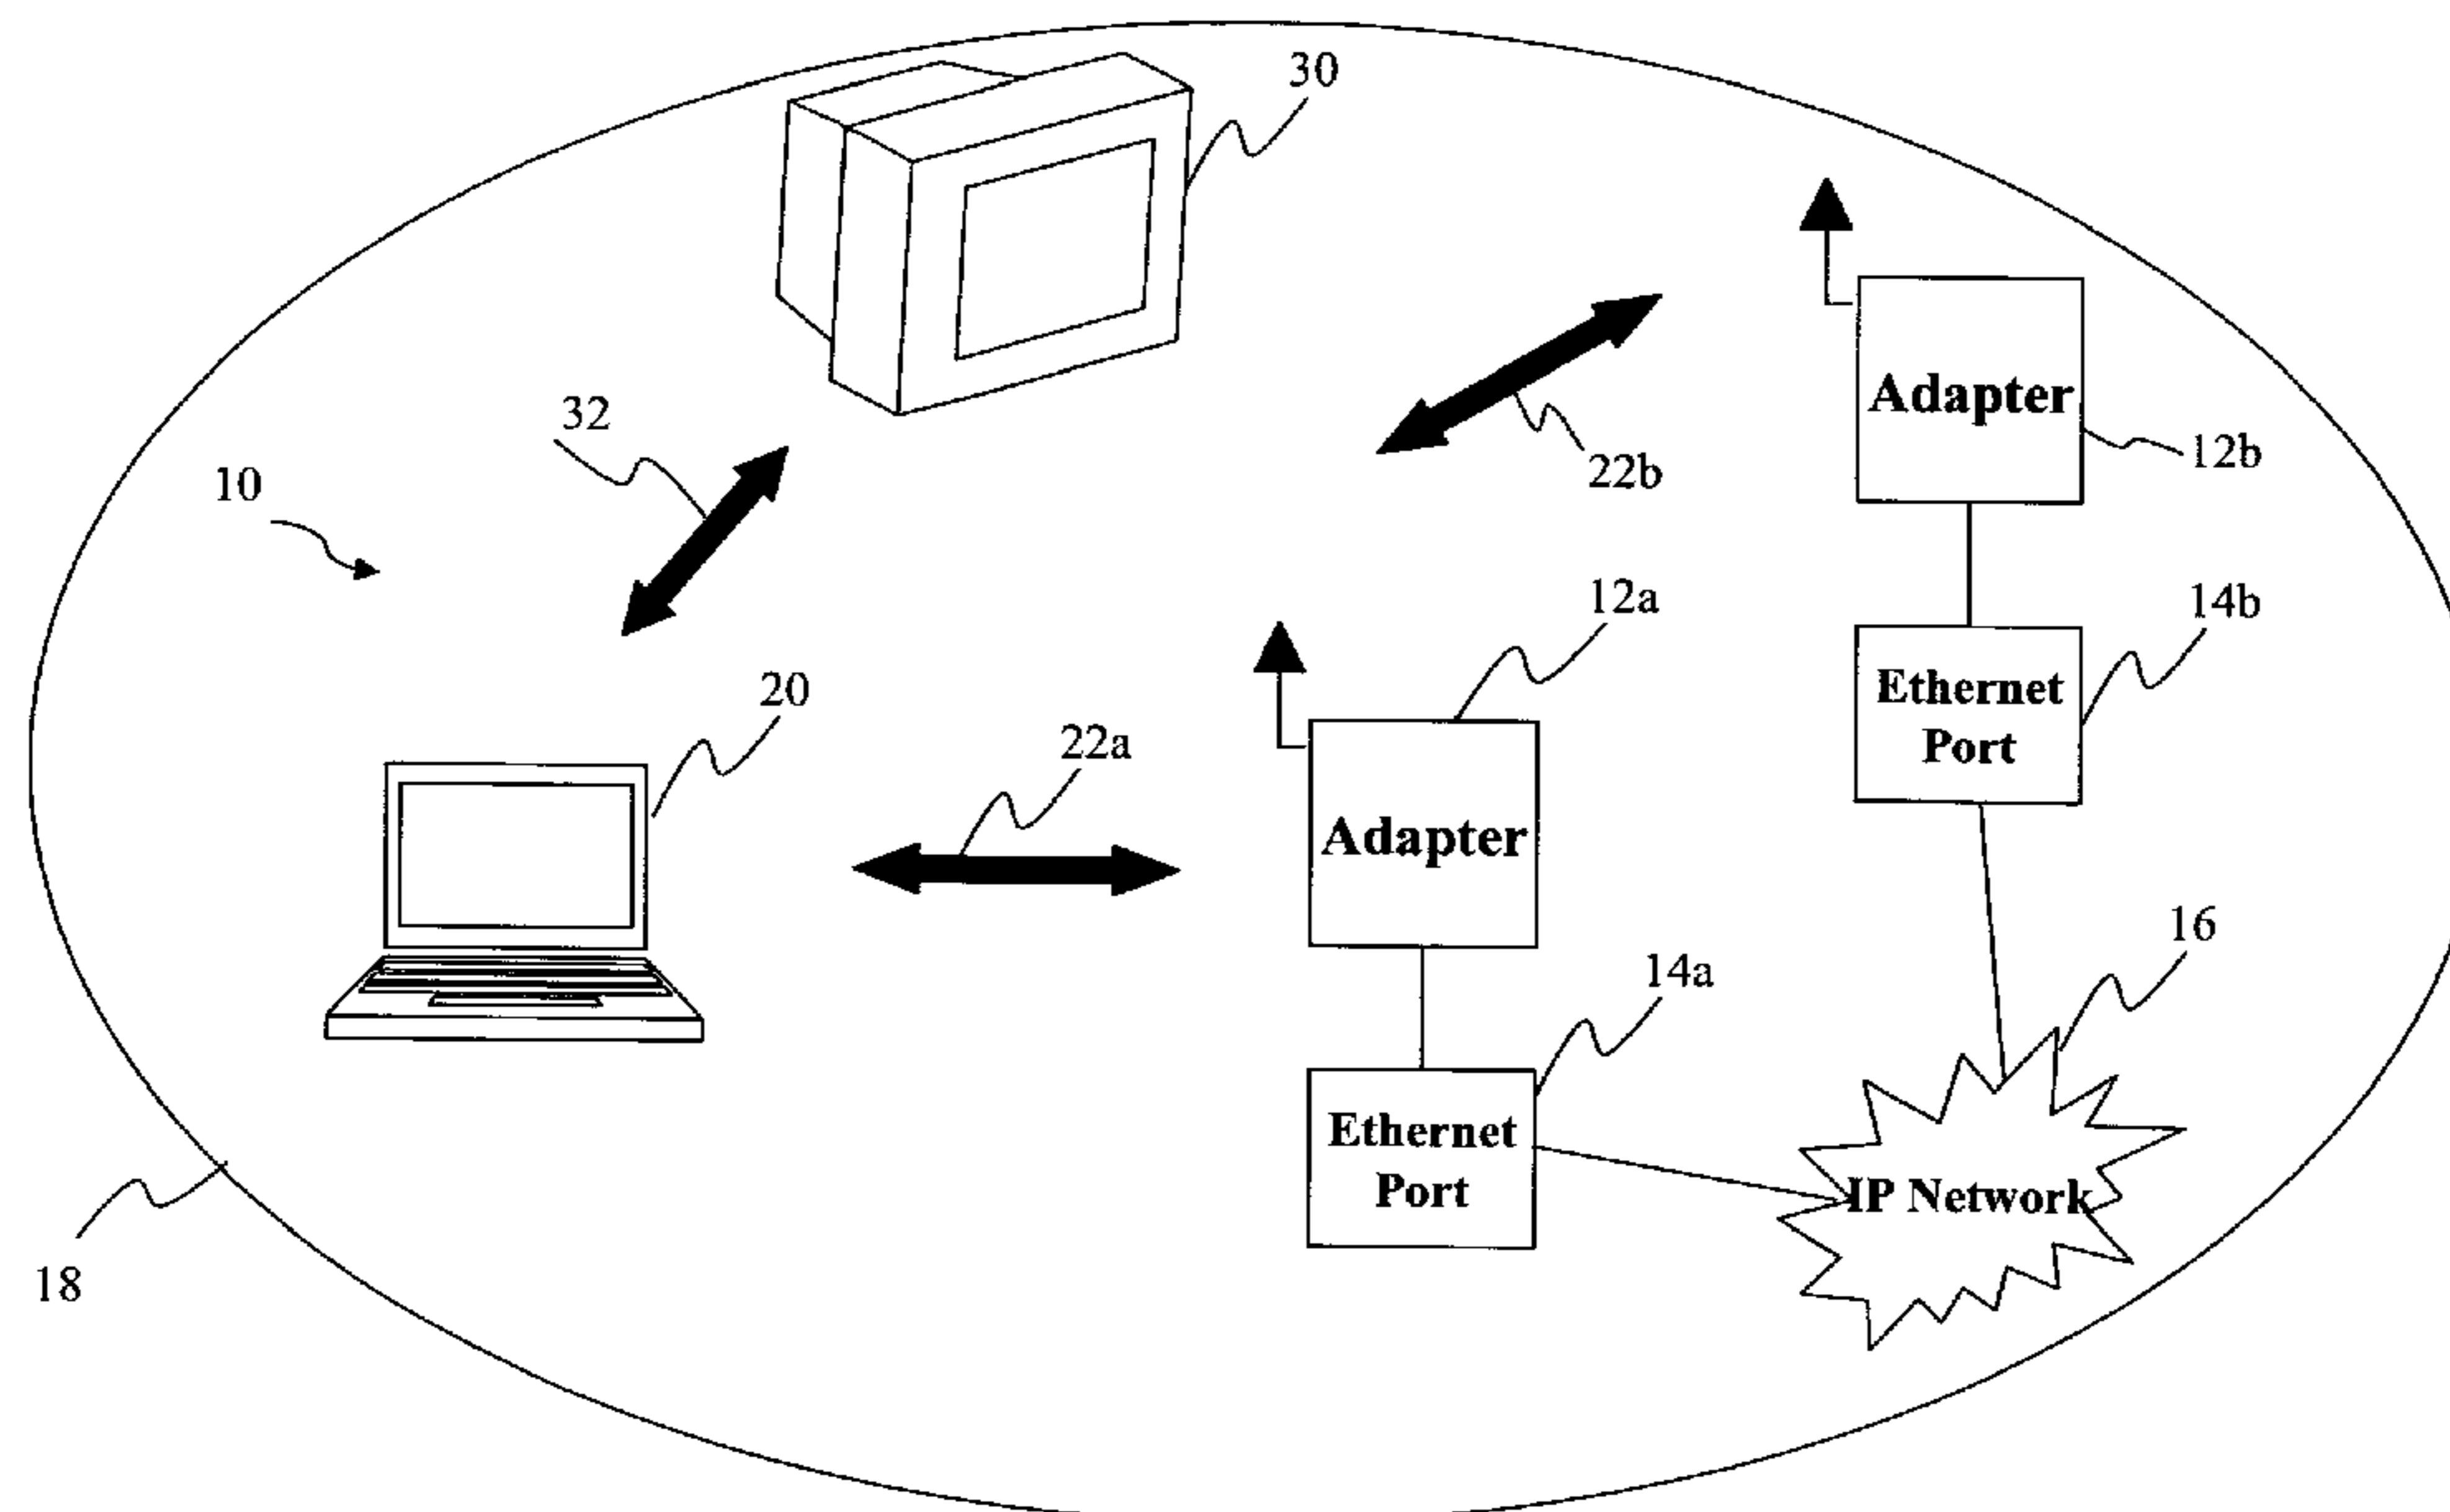 30
32
10
22b
Adapter
12b
12a
14b
20
22a
Ethernet
Port
Adapter
16
14a
Ethernet
Port
IP Network
18